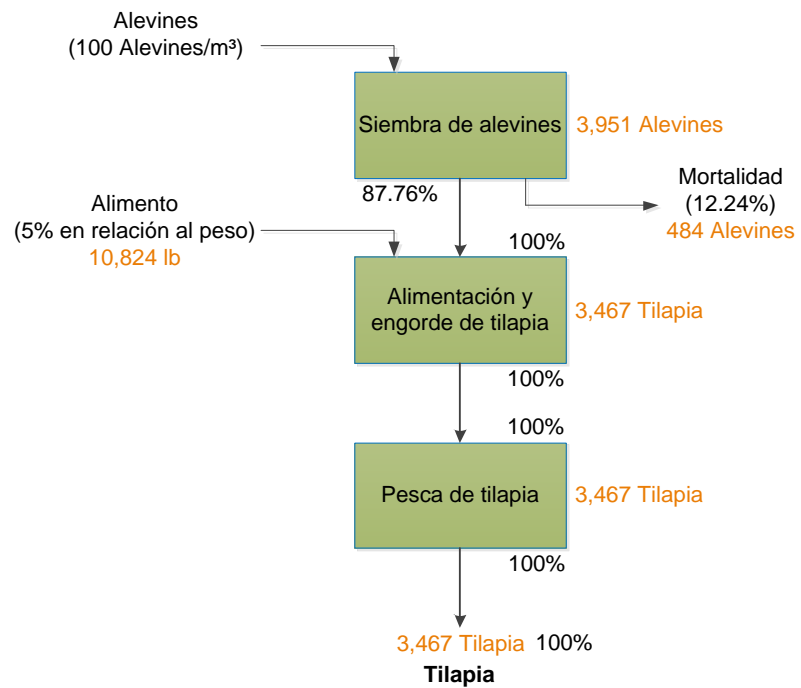 Alevines
(100 Alevines/m³)
Siembra de alevines
3,951 Alevines
87.76%
Mortalidad
(12.24%)
484 Alevines
Alimento
(5% en relación al peso)
10,824 lb
100%
Alimentación y
engorde de tilapia
3,467 Tilapia
100%
100%
Pesca de tilapia
3,467 Tilapia
100%
3,467 Tilapia 100%
Tilapia